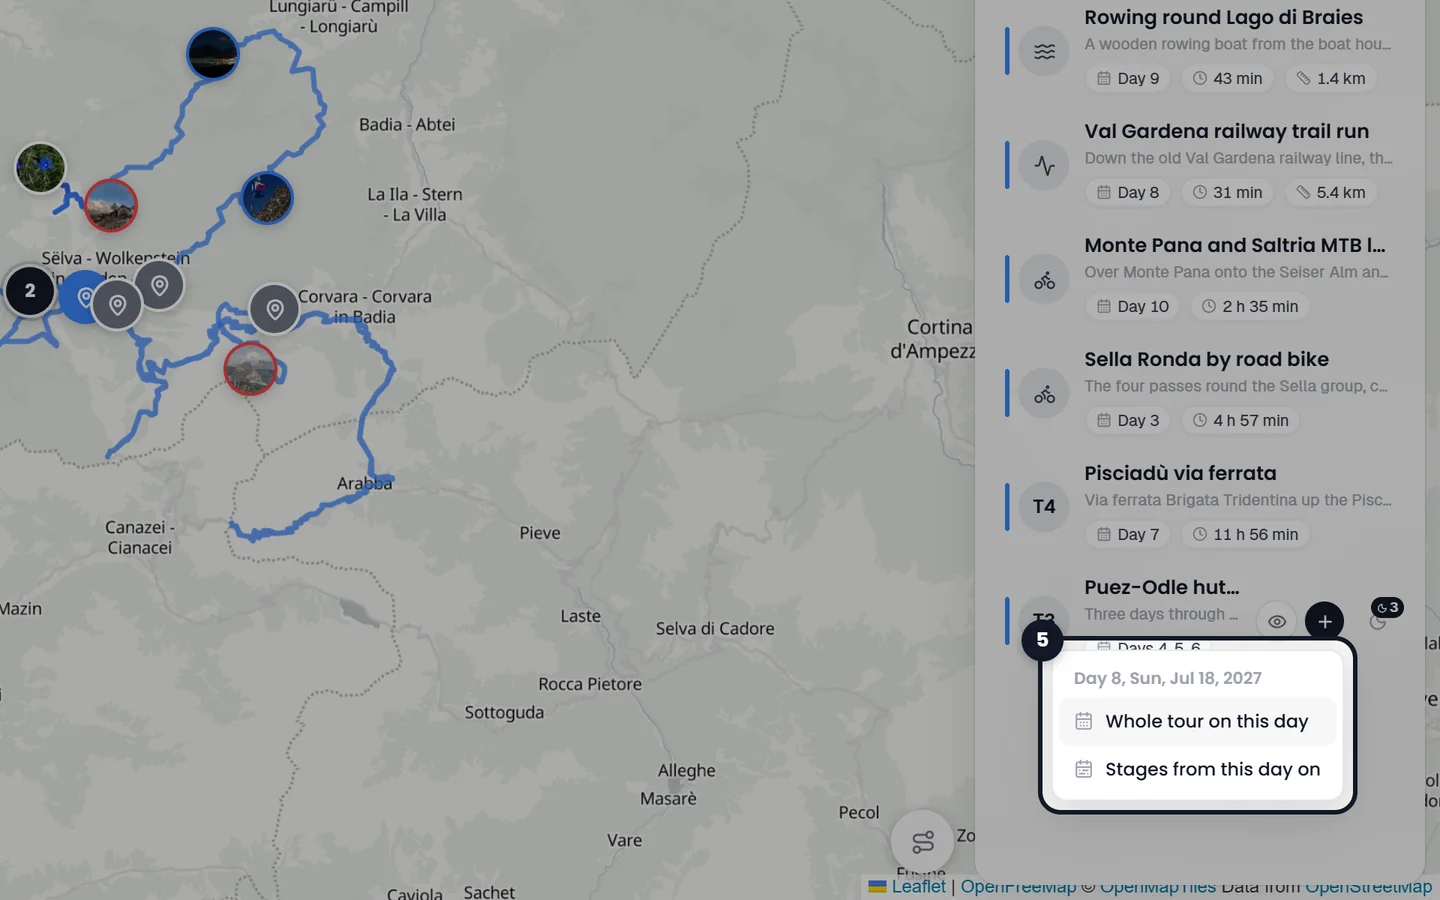 Lungiarü - Campill
- Longiarù
Badia - Abtei
La Ila - Stern
- La Villa
Sëlva - Wolkenstein
2
Corvara - Corvara
in Badia
Cortina
d'Ampezz
Arabba
Canazei -
Cianacei
Pieve
Mazin
Laste
Selva di Cadore
Rocca Pietore
Sottoguda
Alleghe
Masarè
Pecol
Vare
Zo
Fusine
Caviola
Sachet
Rowing round Lago di Braies
A wooden rowing boat from the boat hou...
Day 9
43 min
1.4 km
Val Gardena railway trail run
Down the old Val Gardena railway line, th...
Day 8
31 min
5.4 km
Monte Pana and Saltria MTB l...
Over Monte Pana onto the Seiser Alm an...
Day 10
2 h 35 min
Sella Ronda by road bike
The four passes round the Sella group, c...
Day 3
4 h 57 min
Pisciadù via ferrata
T4
Via ferrata Brigata Tridentina up the Pisc...
Day 7
11 h 56 min
Puez-Odle hut...
Three days through ...
3
Days 4, 5, 6
5
Day 8, Sun, Jul 18, 2027
Whole tour on this day
Stages from this day on
Leaflet | OpenFreeMap © OpenMapTiles Data from OpenStreetMap